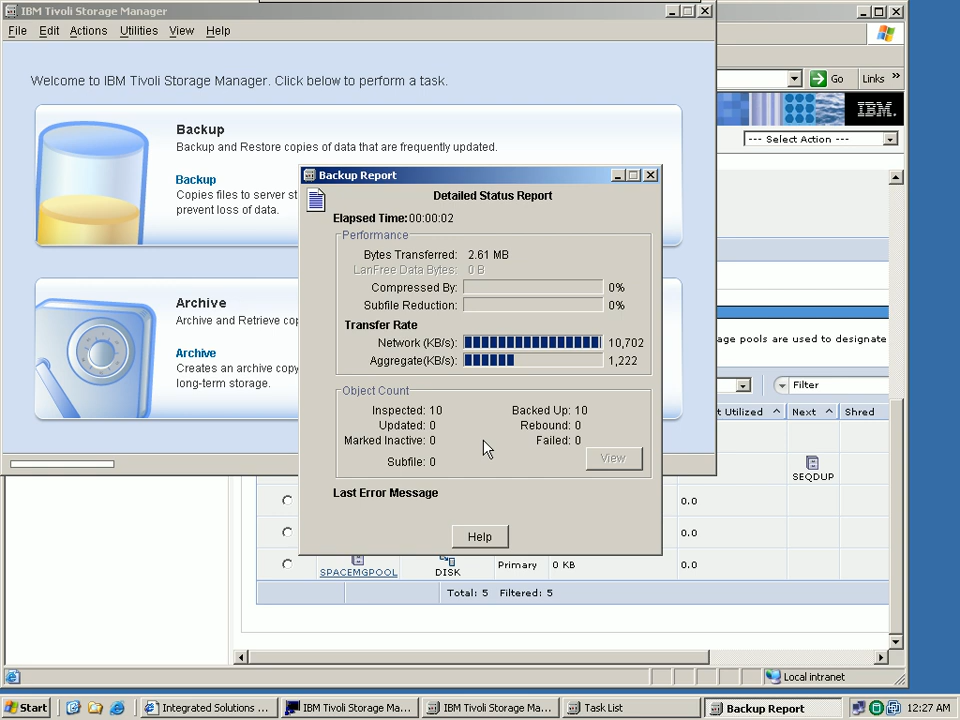 IBM Tivoli Storage Manager
File Edit Actions Utilities View Help
Go Links »
Welcome to IBM Tivoli Storage Manager. Click below to perform a task.
IBM.
--- Select Action ---
Backup
Backup and Restore copies of data that are frequently updated.
Backup
Copies files to server st
prevent loss of data.
Archive
Archive and Retrieve cop
Archive
Creates an archive copy
long-term storage.
Backup Report
Detailed Status Report
Elapsed Time: 00:00:02
Performance
Bytes Transferred: 2.61 MB
LanFree Data Bytes: 0 B
Compressed By: 0%
Subfile Reduction: 0%
Transfer Rate
Network (KB/s): 10,702
Aggregate(KB/s): 1,222
Object Count
Inspected: 10 Backed Up: 10
Updated: 0 Rebound: 0
Marked Inactive: 0 Failed: 0
Subfile: 0 View
Last Error Message
Help
age pools are used to designate
Filter
t Utilized Next Shred
SEQDUP
0.0
0.0
SPACEMGPOOL DISK Primary 0 KB 0.0
Total: 5 Filtered: 5
Local intranet
Start Integrated Solutions ... IBM Tivoli Storage Ma... IBM Tivoli Storage Ma... Task List Backup Report 12:27 AM